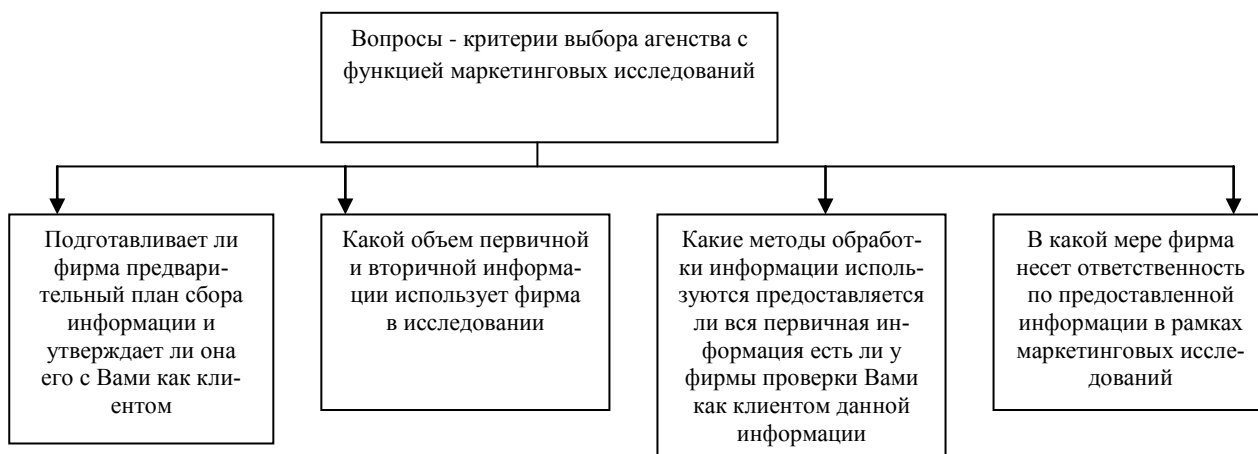 Вопросы - критерии выбора агенства с
функцией маркетинговых исследований
Подготавливает ли
фирма предвари-
тельный план сбора
информации и
утверждает ли она
его с Вами как кли-
ентом
Какой объем первичной
и вторичной информа-
ции использует фирма
в исследовании
Какие методы обработ-
ки информации исполь-
зуются предоставляется
ли вся первичная ин-
формация есть ли у
фирмы проверки Вами
как клиентом данной
информации
В какой мере фирма
несет ответственность
по предоставленной
информации в рамках
маркетинговых иссле-
дований